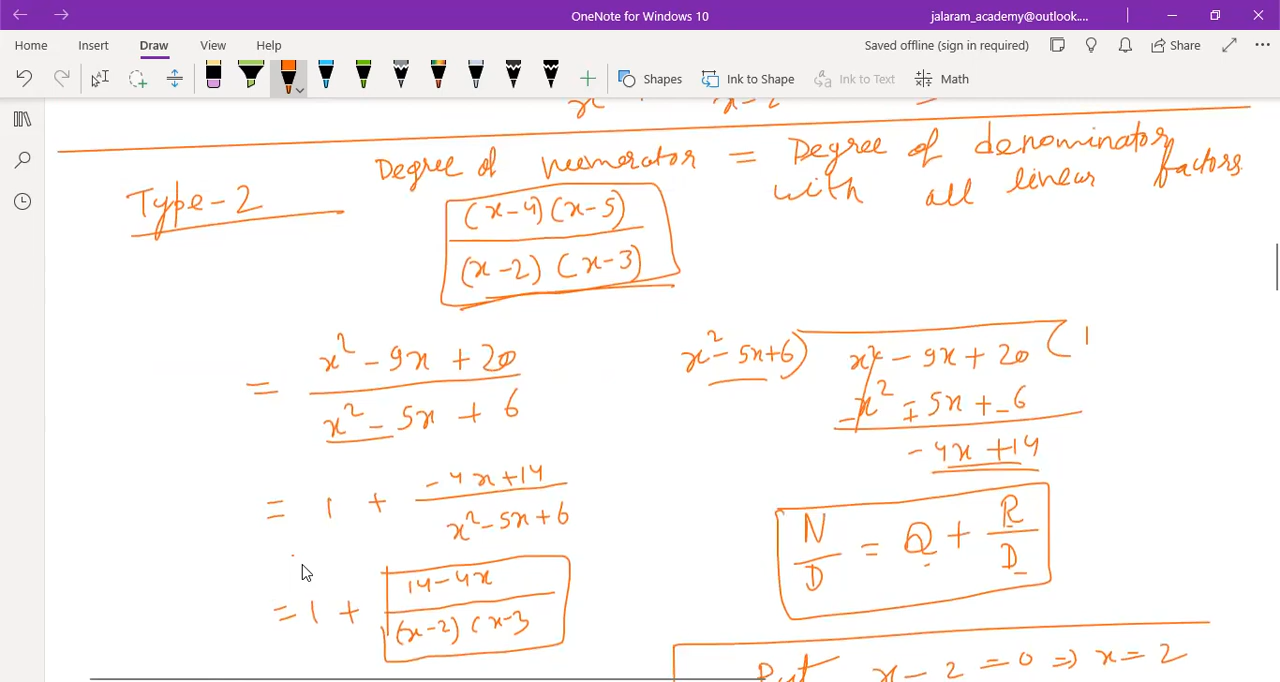 OneNote for Windows 10
jalaram_academy@outlook....
Home Insert Draw View Help
Saved offline (sign in required)
Share
Shapes
Ink to Shape
Ink to Text
Math
x x-2
Type-2
Degree of numerator = Degree of denominator
with all linear factors
(x-4)(x-5)
(x-2) (x-3)
= x² - 9x + 20
x² - 5x + 6
x² - 5x+6) x² - 9x + 20 ( 1
-x² ∓ 5x + - 6
- 4x + 14
= 1 + -4x+14
x² - 5x + 6
N/D = Q + R/D
= 1 + 14-4x
(x-2) (x-3
Put x - 2 = 0 ⇒ x = 2